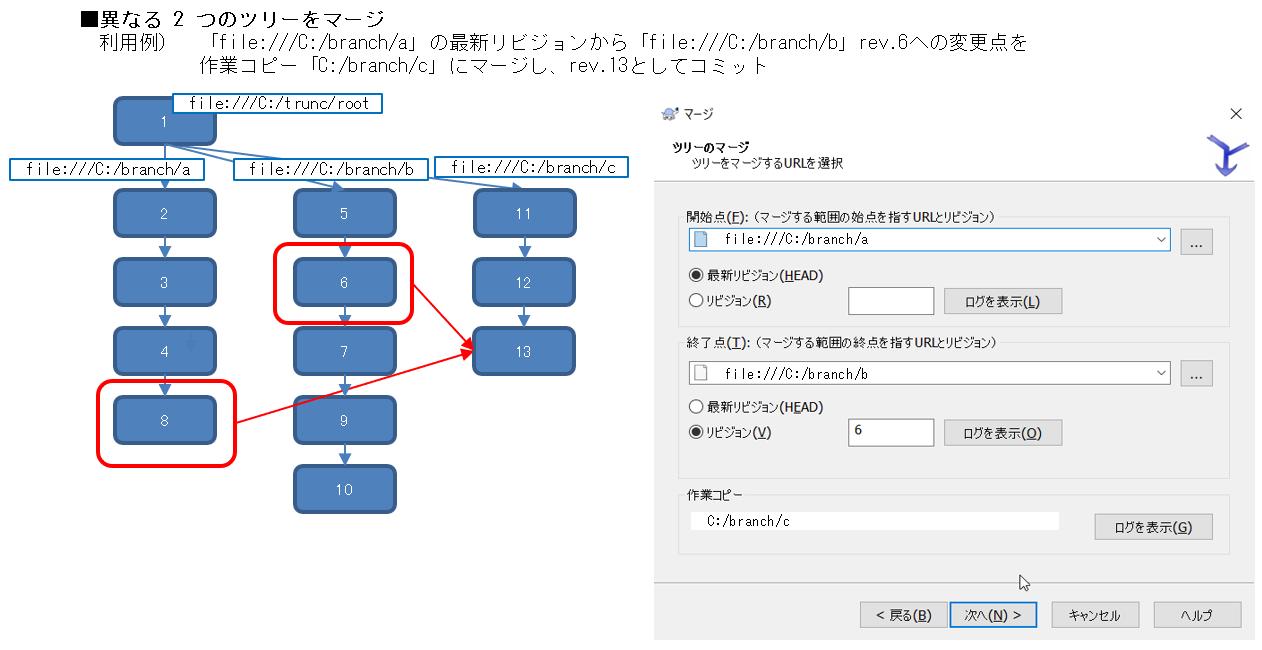 ■異なる 2 つのツリーをマージ
利用例) 「file:///C:/branch/a」の最新リビジョンから「file:///C:/branch/b」rev.6への変更点を
作業コピー「C:/branch/c」にマージし、rev.13としてコミット
file:///C:/trunc/root
1
file:///C:/branch/a
file:///C:/branch/b
file:///C:/branch/c
2
5
11
3
6
12
4
7
13
8
9
10
マージ
ツリーのマージ
ツリーをマージするURLを選択
開始点(F): (マージする範囲の始点を指すURLとリビジョン)
file:///C:/branch/a
...
最新リビジョン(HEAD)
リビジョン(R)
ログを表示(L)
終了点(T): (マージする範囲の終点を指すURLとリビジョン)
file:///C:/branch/b
...
最新リビジョン(HEAD)
リビジョン(V)
6
ログを表示(O)
作業コピー
C:/branch/c
ログを表示(G)
< 戻る(B)
次へ(N) >
キャンセル
ヘルプ